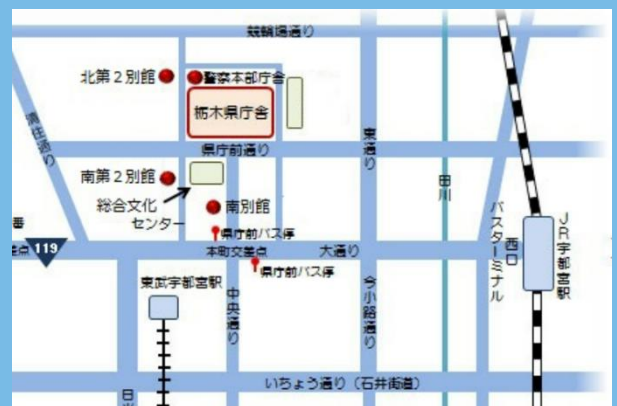 競輪場通り
北第２別館
警察本部庁舎
栃木県庁舎
東通り
県庁前通り
南第２別館
田川
総合文化
センター
南別館
県庁前バス停
119
本町交差点
大通り
県庁前バス停
東武宇都宮駅
中央通り
今小路通り
西口
バスターミナル
ＪＲ宇都宮駅
いちょう通り（石井街道）
日光